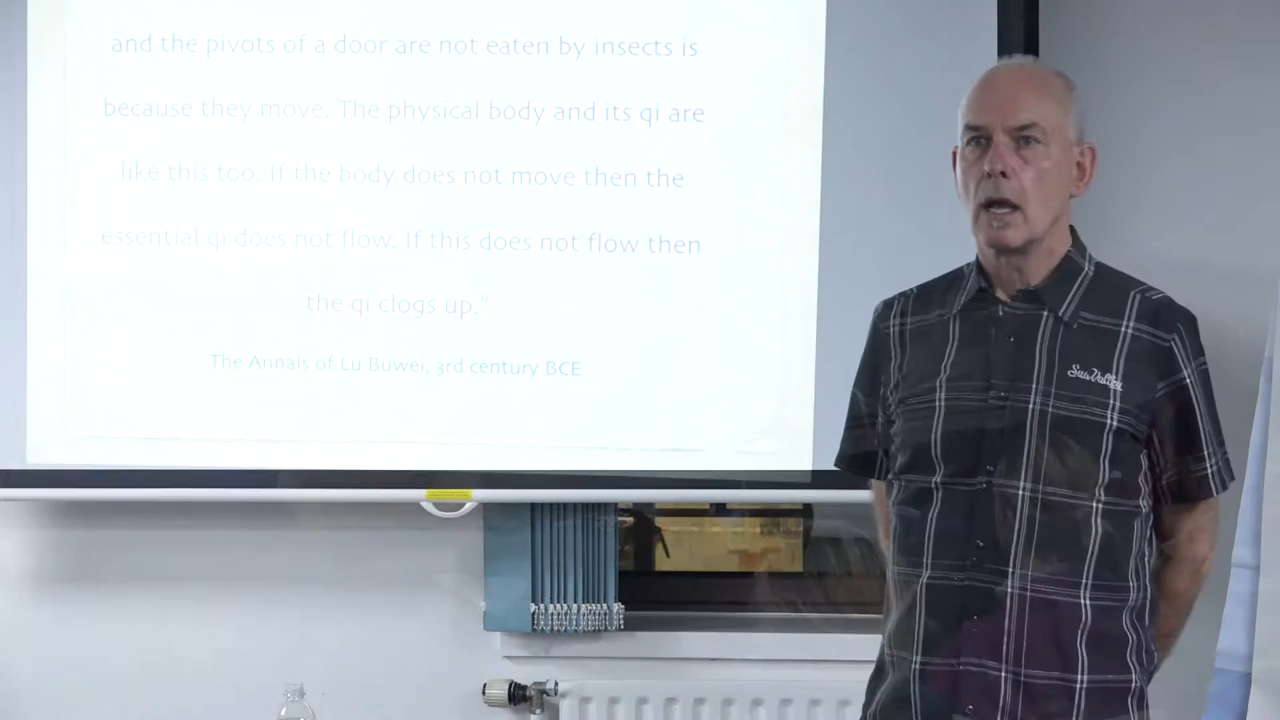 and the pivots of a door are not eaten by insects is
because they move. The physical body and its qi are
like this too. If the body does not move then the
essential qi does not flow. If this does not flow then
the qi clogs up."
The Annals of Lu Buwei, 3rd century BCE